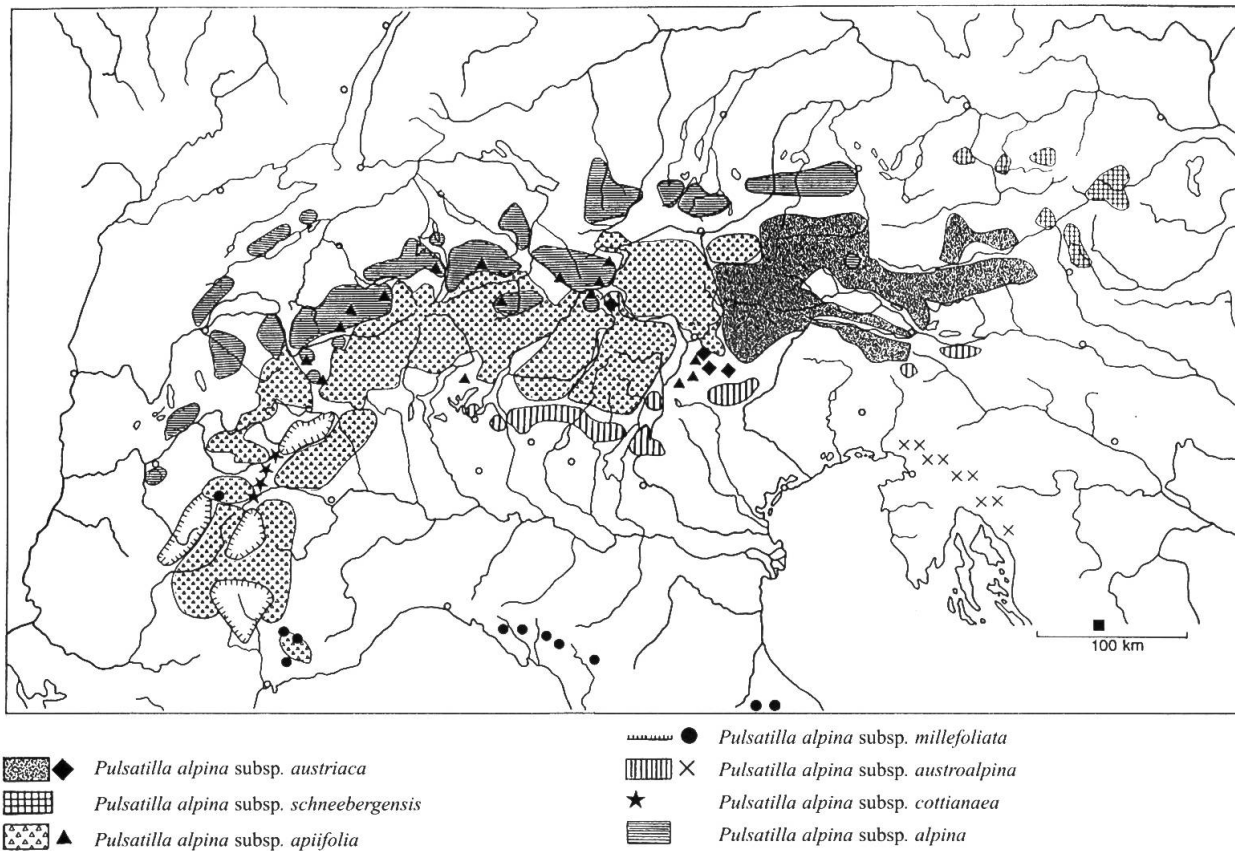 100 km
Pulsatilla alpina subsp. austriaca
Pulsatilla alpina subsp. schneebergensis
Pulsatilla alpina subsp. apiifolia
Pulsatilla alpina subsp. millefoliata
Pulsatilla alpina subsp. austroalpina
Pulsatilla alpina subsp. cottianaea
Pulsatilla alpina subsp. alpina